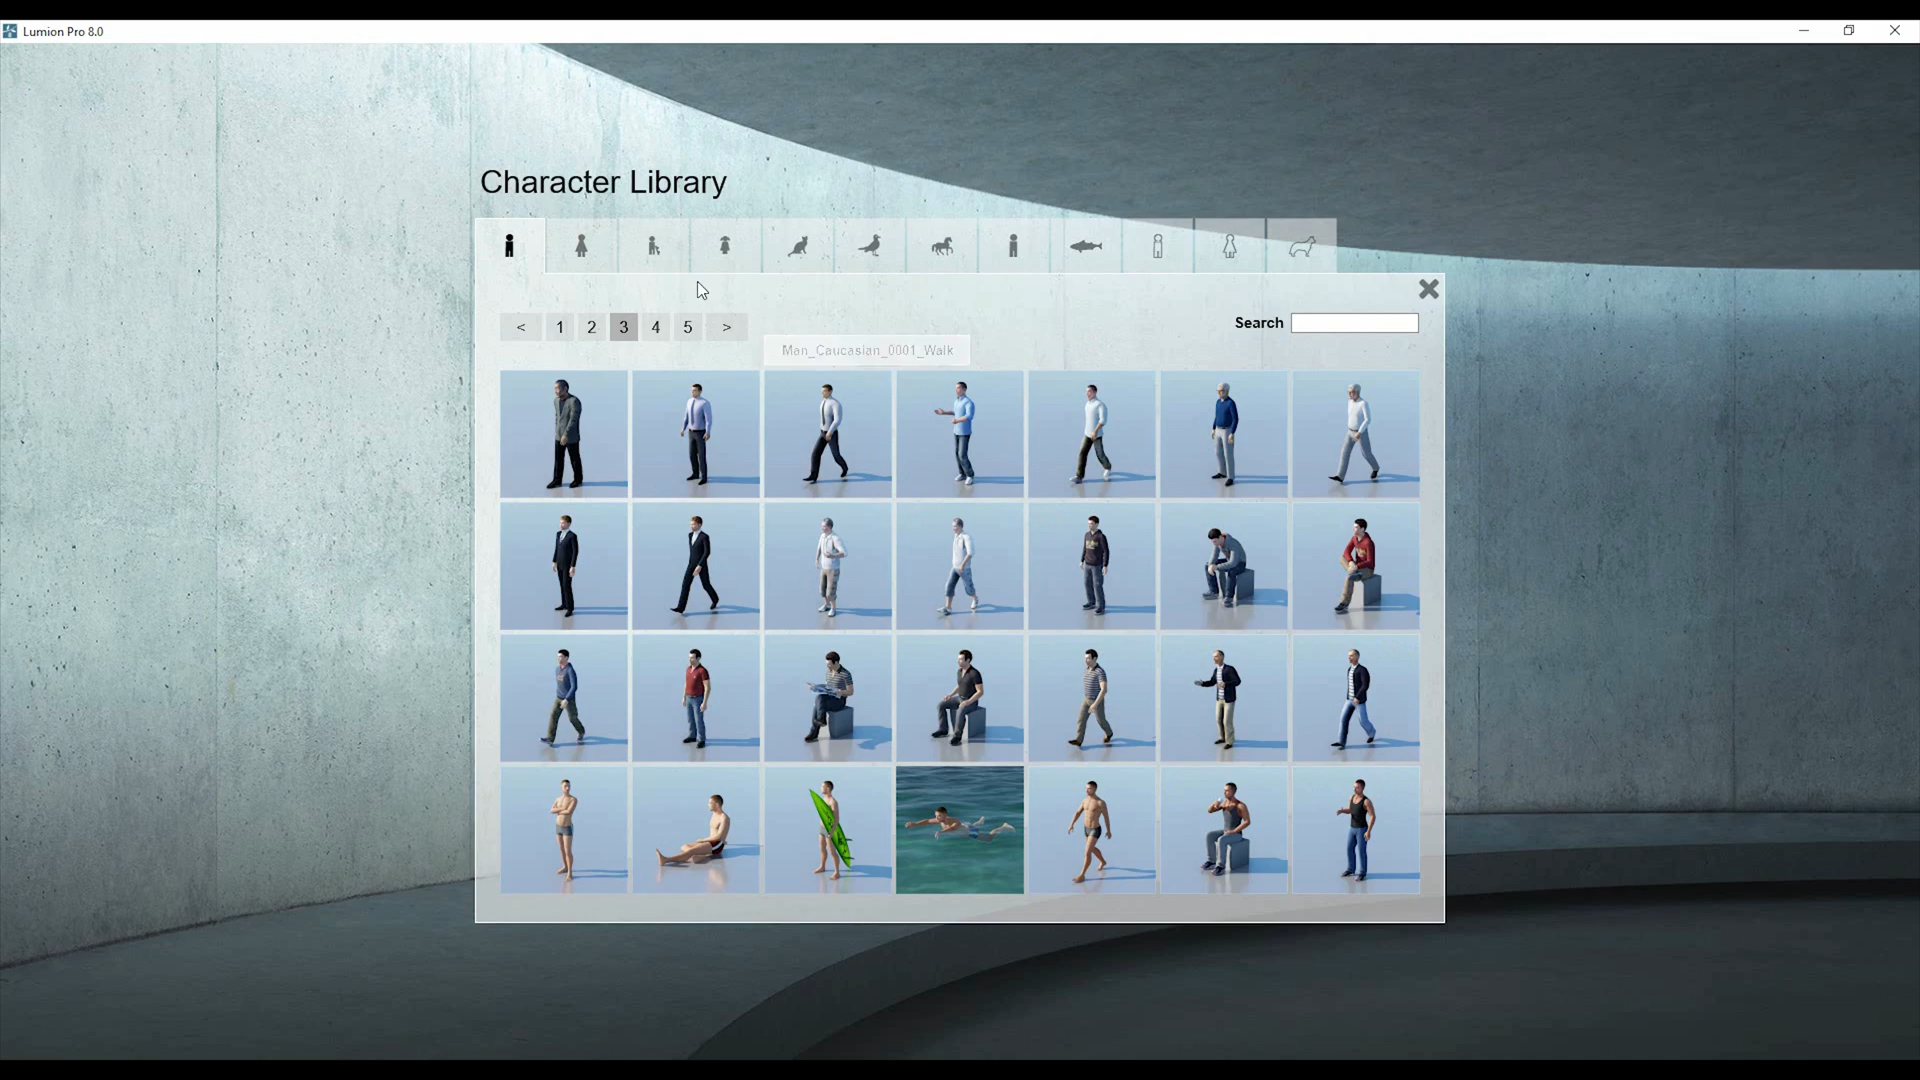 Lumion Pro 8.0
Character Library
< 1 2 3 4 5 >
Search
Man_Caucasian_0001_Walk